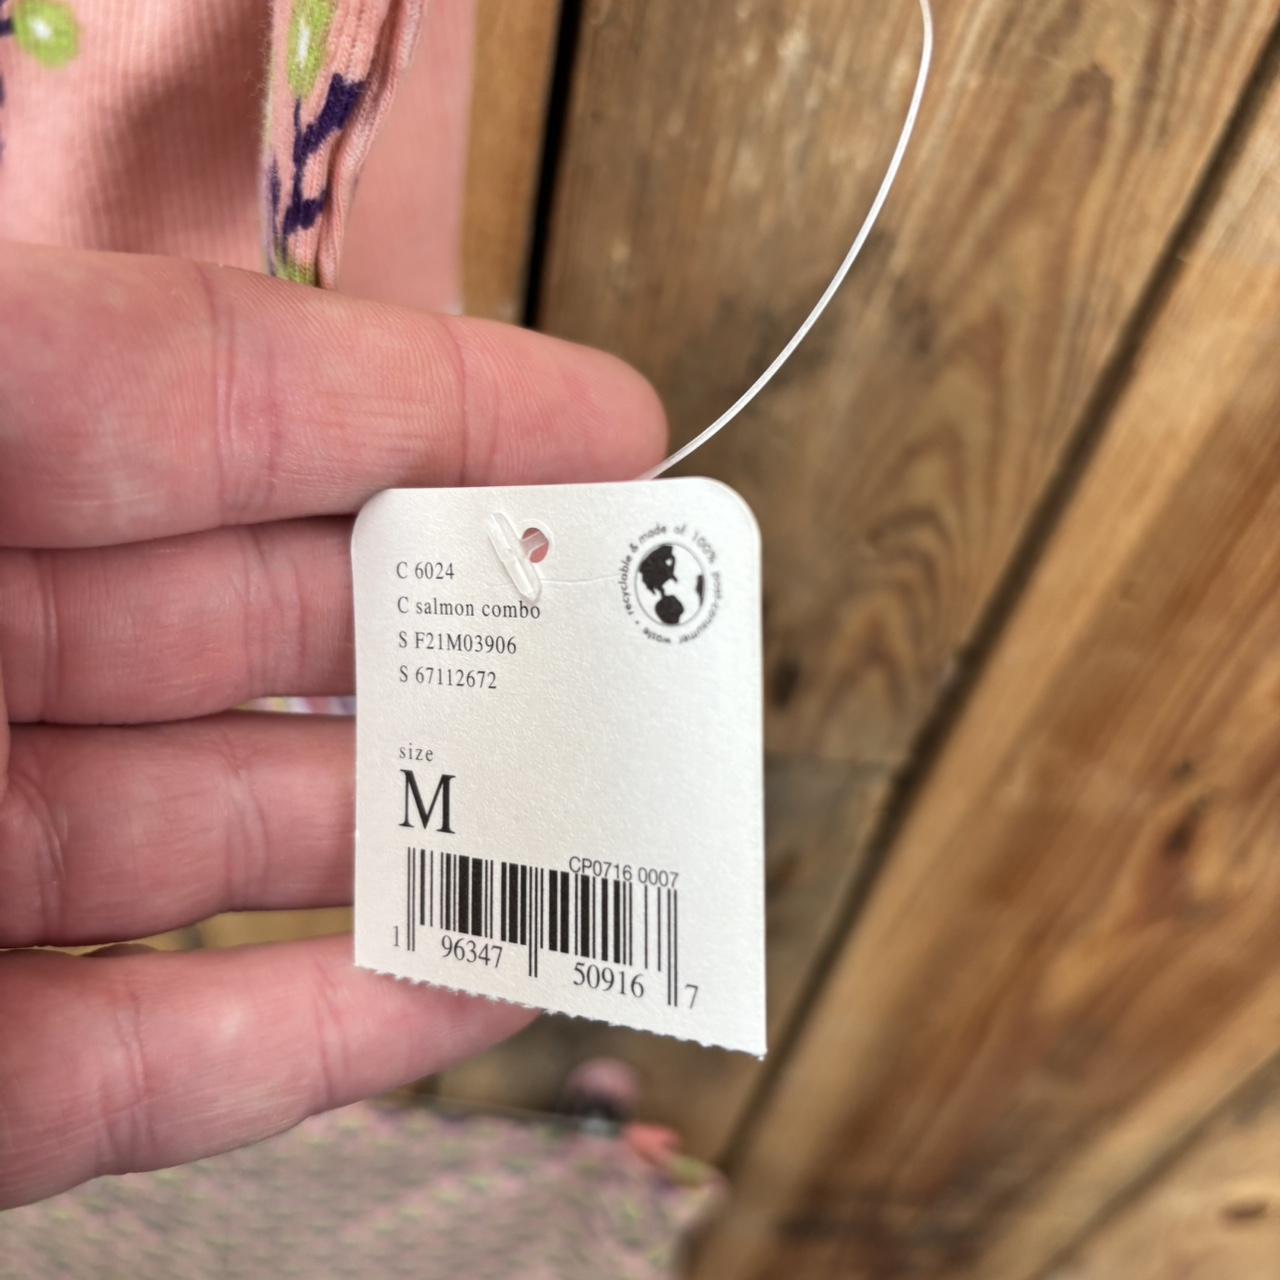 C 6024
C salmon combo
S F21M03906
S 67112672
recyclable & made of 100% post-consumer waste •
size
M
CP0716 0007
1 96347 50916 7